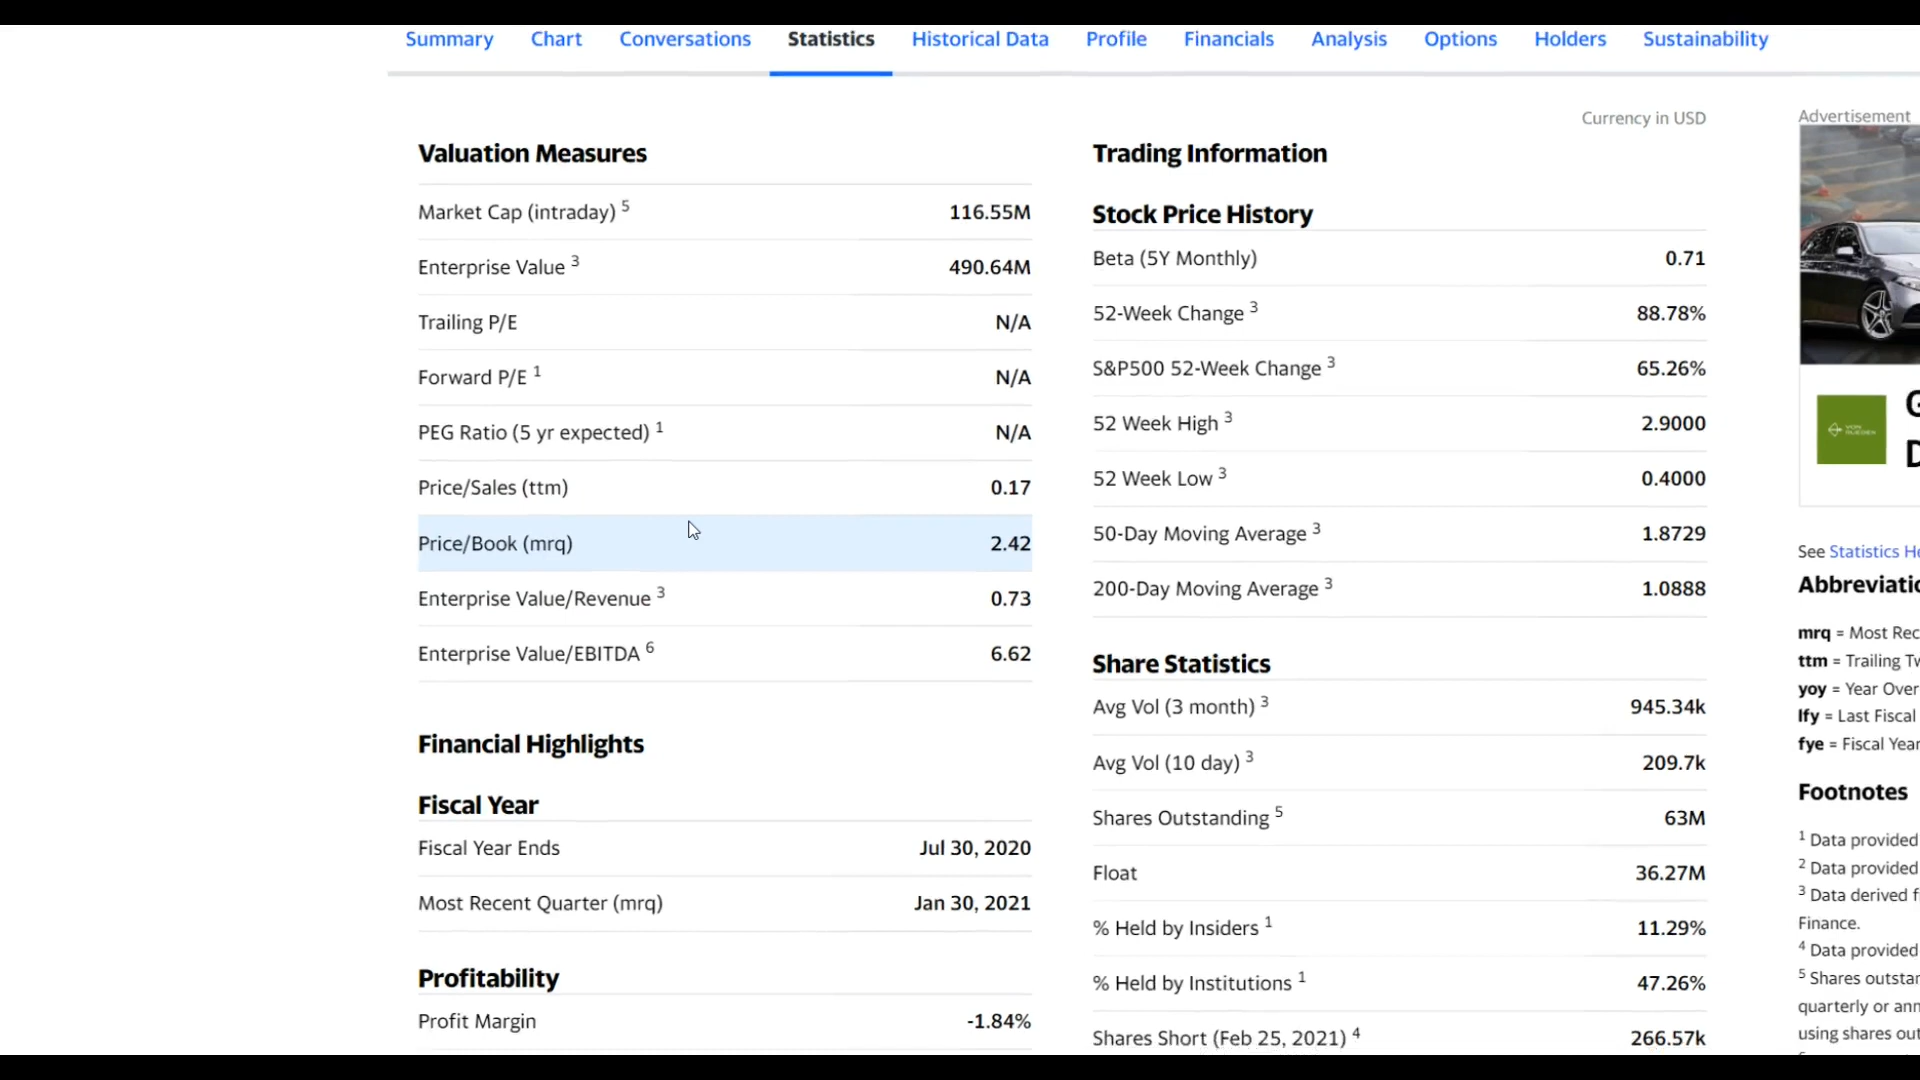 Summary Chart Conversations Statistics Historical Data Profile Financials Analysis Options Holders Sustainability
Currency in USD
Valuation Measures
Market Cap (intraday) 5 116.55M
Enterprise Value 3 490.64M
Trailing P/E N/A
Forward P/E 1 N/A
PEG Ratio (5 yr expected) 1 N/A
Price/Sales (ttm) 0.17
Price/Book (mrq) 2.42
Enterprise Value/Revenue 3 0.73
Enterprise Value/EBITDA 6 6.62
Financial Highlights
Fiscal Year
Fiscal Year Ends Jul 30, 2020
Most Recent Quarter (mrq) Jan 30, 2021
Profitability
Profit Margin -1.84%
Trading Information
Stock Price History
Beta (5Y Monthly) 0.71
52-Week Change 3 88.78%
S&P500 52-Week Change 3 65.26%
52 Week High 3 2.9000
52 Week Low 3 0.4000
50-Day Moving Average 3 1.8729
200-Day Moving Average 3 1.0888
Share Statistics
Avg Vol (3 month) 3 945.34k
Avg Vol (10 day) 3 209.7k
Shares Outstanding 5 63M
Float 36.27M
% Held by Insiders 1 11.29%
% Held by Institutions 1 47.26%
Shares Short (Feb 25, 2021) 4 266.57k
Advertisement
See Statistics
mrq = Most
ttm = Trailing
yoy = Year Over
lfy = Last Fiscal
fye = Fiscal
Footnotes
1 Data provided
2 Data provided
3 Data derived
Finance.
4 Data provided
5 Shares
quarterly or
using shares